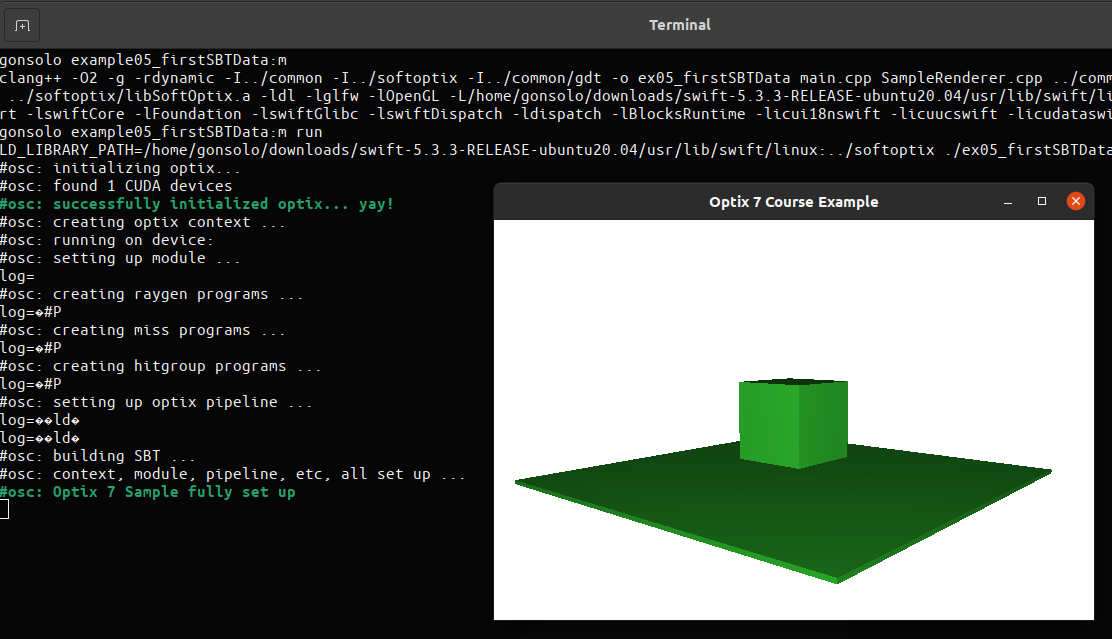 Terminal
gonsolo example05_firstSBTData:m
clang++ -O2 -g -rdynamic -I../common -I../softoptix -I../common/gdt -o ex05_firstSBTData main.cpp SampleRenderer.cpp ../comm
../softoptix/libSoftOptix.a -ldl -lglfw -lOpenGL -L/home/gonsolo/downloads/swift-5.3.3-RELEASE-ubuntu20.04/usr/lib/swift/li
rt -lswiftCore -lFoundation -lswiftGlibc -lswiftDispatch -ldispatch -lBlocksRuntime -licui18nswift -licuucswift -licudataswi
gonsolo example05_firstSBTData:m run
LD_LIBRARY_PATH=/home/gonsolo/downloads/swift-5.3.3-RELEASE-ubuntu20.04/usr/lib/swift/linux:../softoptix ./ex05_firstSBTData
#osc: initializing optix...
#osc: found 1 CUDA devices
#osc: successfully initialized optix... yay!
#osc: creating optix context ...
#osc: running on device:
#osc: setting up module ...
log=
#osc: creating raygen programs ...
log=�#P
#osc: creating miss programs ...
log=�#P
#osc: creating hitgroup programs ...
log=�#P
#osc: setting up optix pipeline ...
log=��ld�
log=��ld�
#osc: building SBT ...
#osc: context, module, pipeline, etc, all set up ...
#osc: Optix 7 Sample fully set up
Optix 7 Course Example